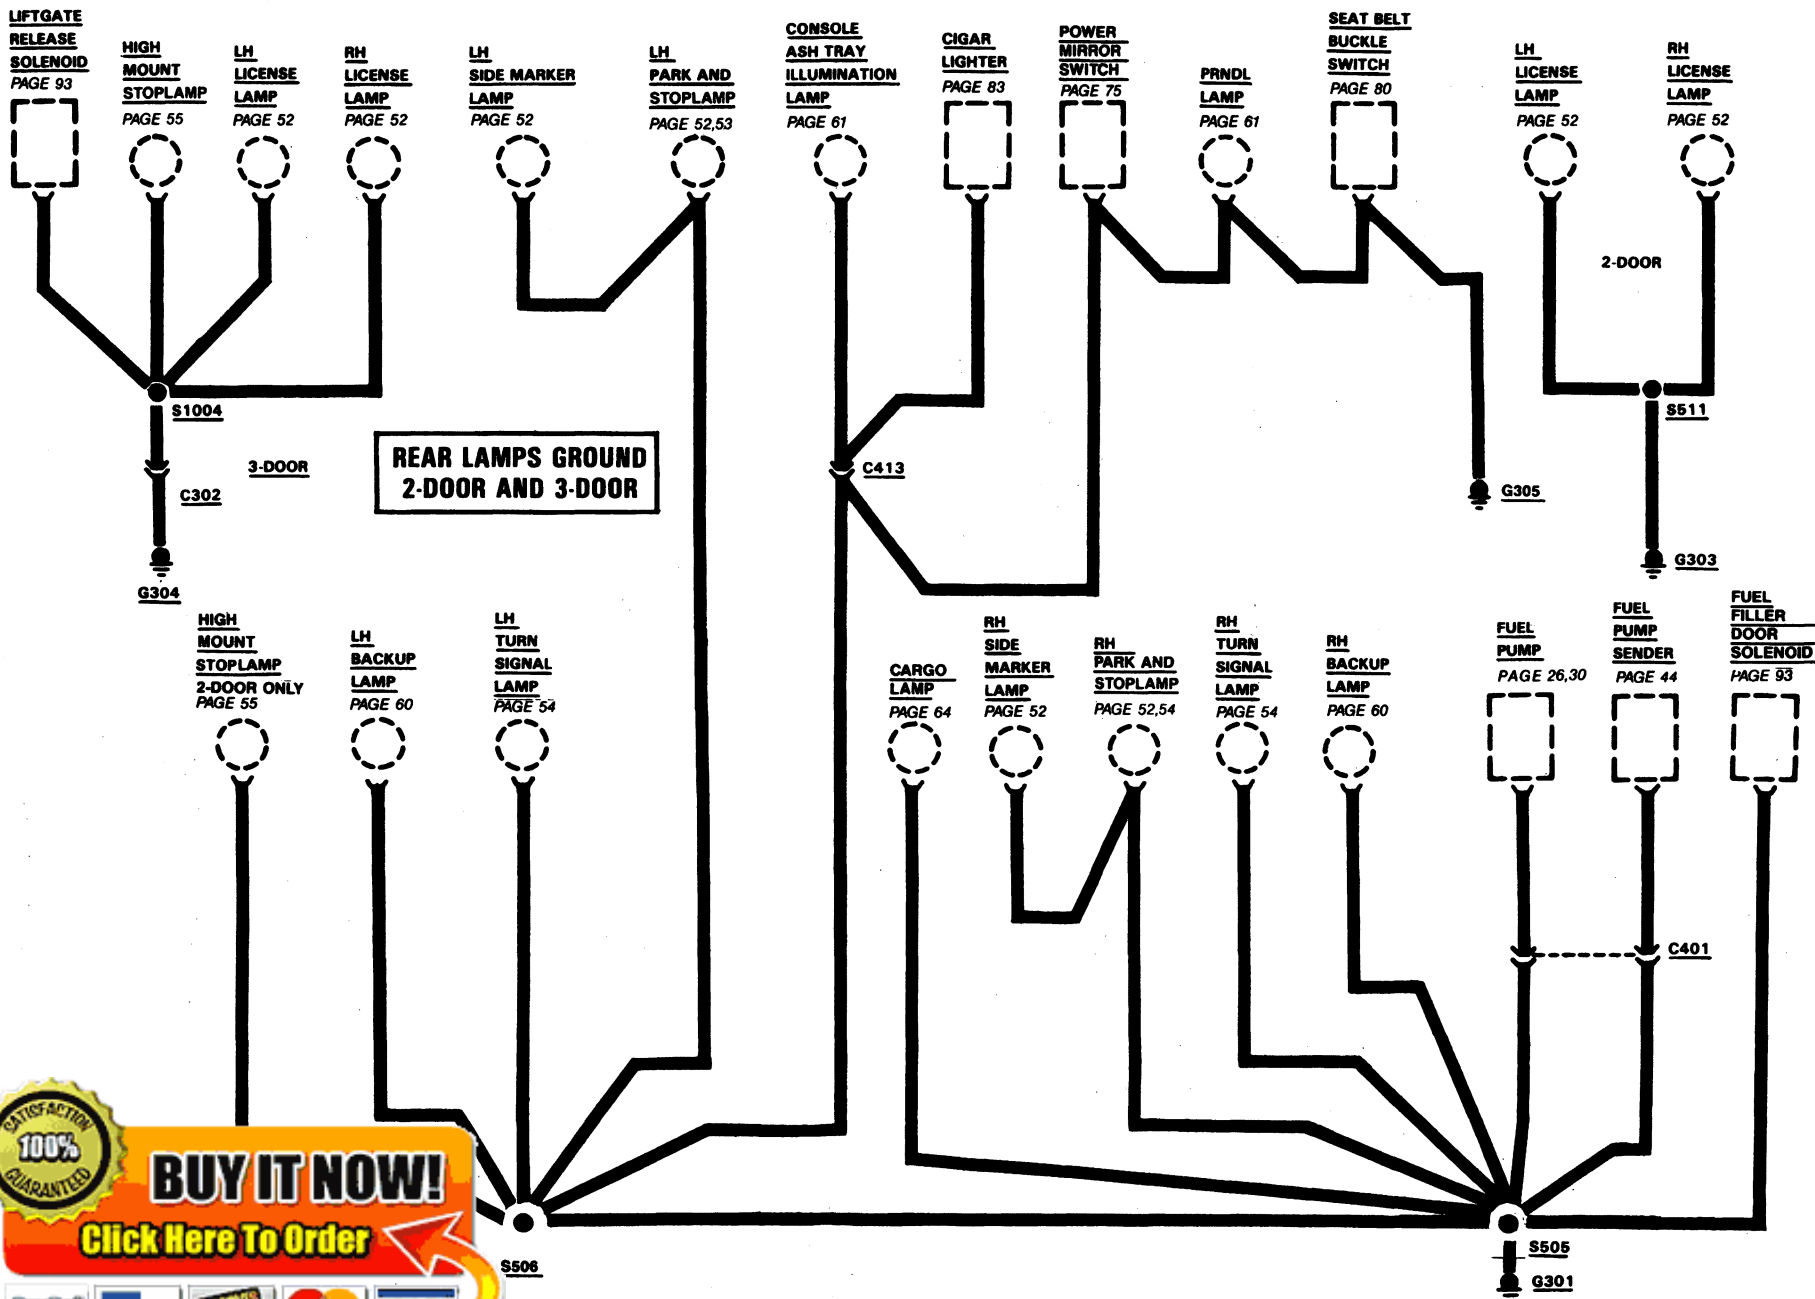 LIFTGATE
RELEASE
SOLENOID
PAGE 93
HIGH
MOUNT
STOPLAMP
PAGE 55
LH
LICENSE
LAMP
PAGE 52
RH
LICENSE
LAMP
PAGE 52
LH
SIDE MARKER
LAMP
PAGE 52
LH
PARK AND
STOPLAMP
PAGE 52,53
CONSOLE
ASH TRAY
ILLUMINATION
LAMP
PAGE 61
CIGAR
LIGHTER
PAGE 83
POWER
MIRROR
SWITCH
PAGE 75
PRNDL
LAMP
PAGE 61
SEAT BELT
BUCKLE
SWITCH
PAGE 80
LH
LICENSE
LAMP
PAGE 52
RH
LICENSE
LAMP
PAGE 52
2-DOOR
S1004
S511
3-DOOR
REAR LAMPS GROUND
2-DOOR AND 3-DOOR
C413
C302
G305
G303
G304
HIGH
MOUNT
STOPLAMP
2-DOOR ONLY
PAGE 55
LH
BACKUP
LAMP
PAGE 60
LH
TURN
SIGNAL
LAMP
PAGE 54
CARGO
LAMP
PAGE 64
RH
SIDE
MARKER
LAMP
PAGE 52
RH
PARK AND
STOPLAMP
PAGE 52,54
RH
TURN
SIGNAL
LAMP
PAGE 54
RH
BACKUP
LAMP
PAGE 60
FUEL
PUMP
PAGE 26,30
FUEL
PUMP
SENDER
PAGE 44
FUEL
FILLER
DOOR
SOLENOID
PAGE 93
C401
SATISFACTION
100%
GUARANTEED
BUY IT NOW!
Click Here To Order
S506
S505
G301